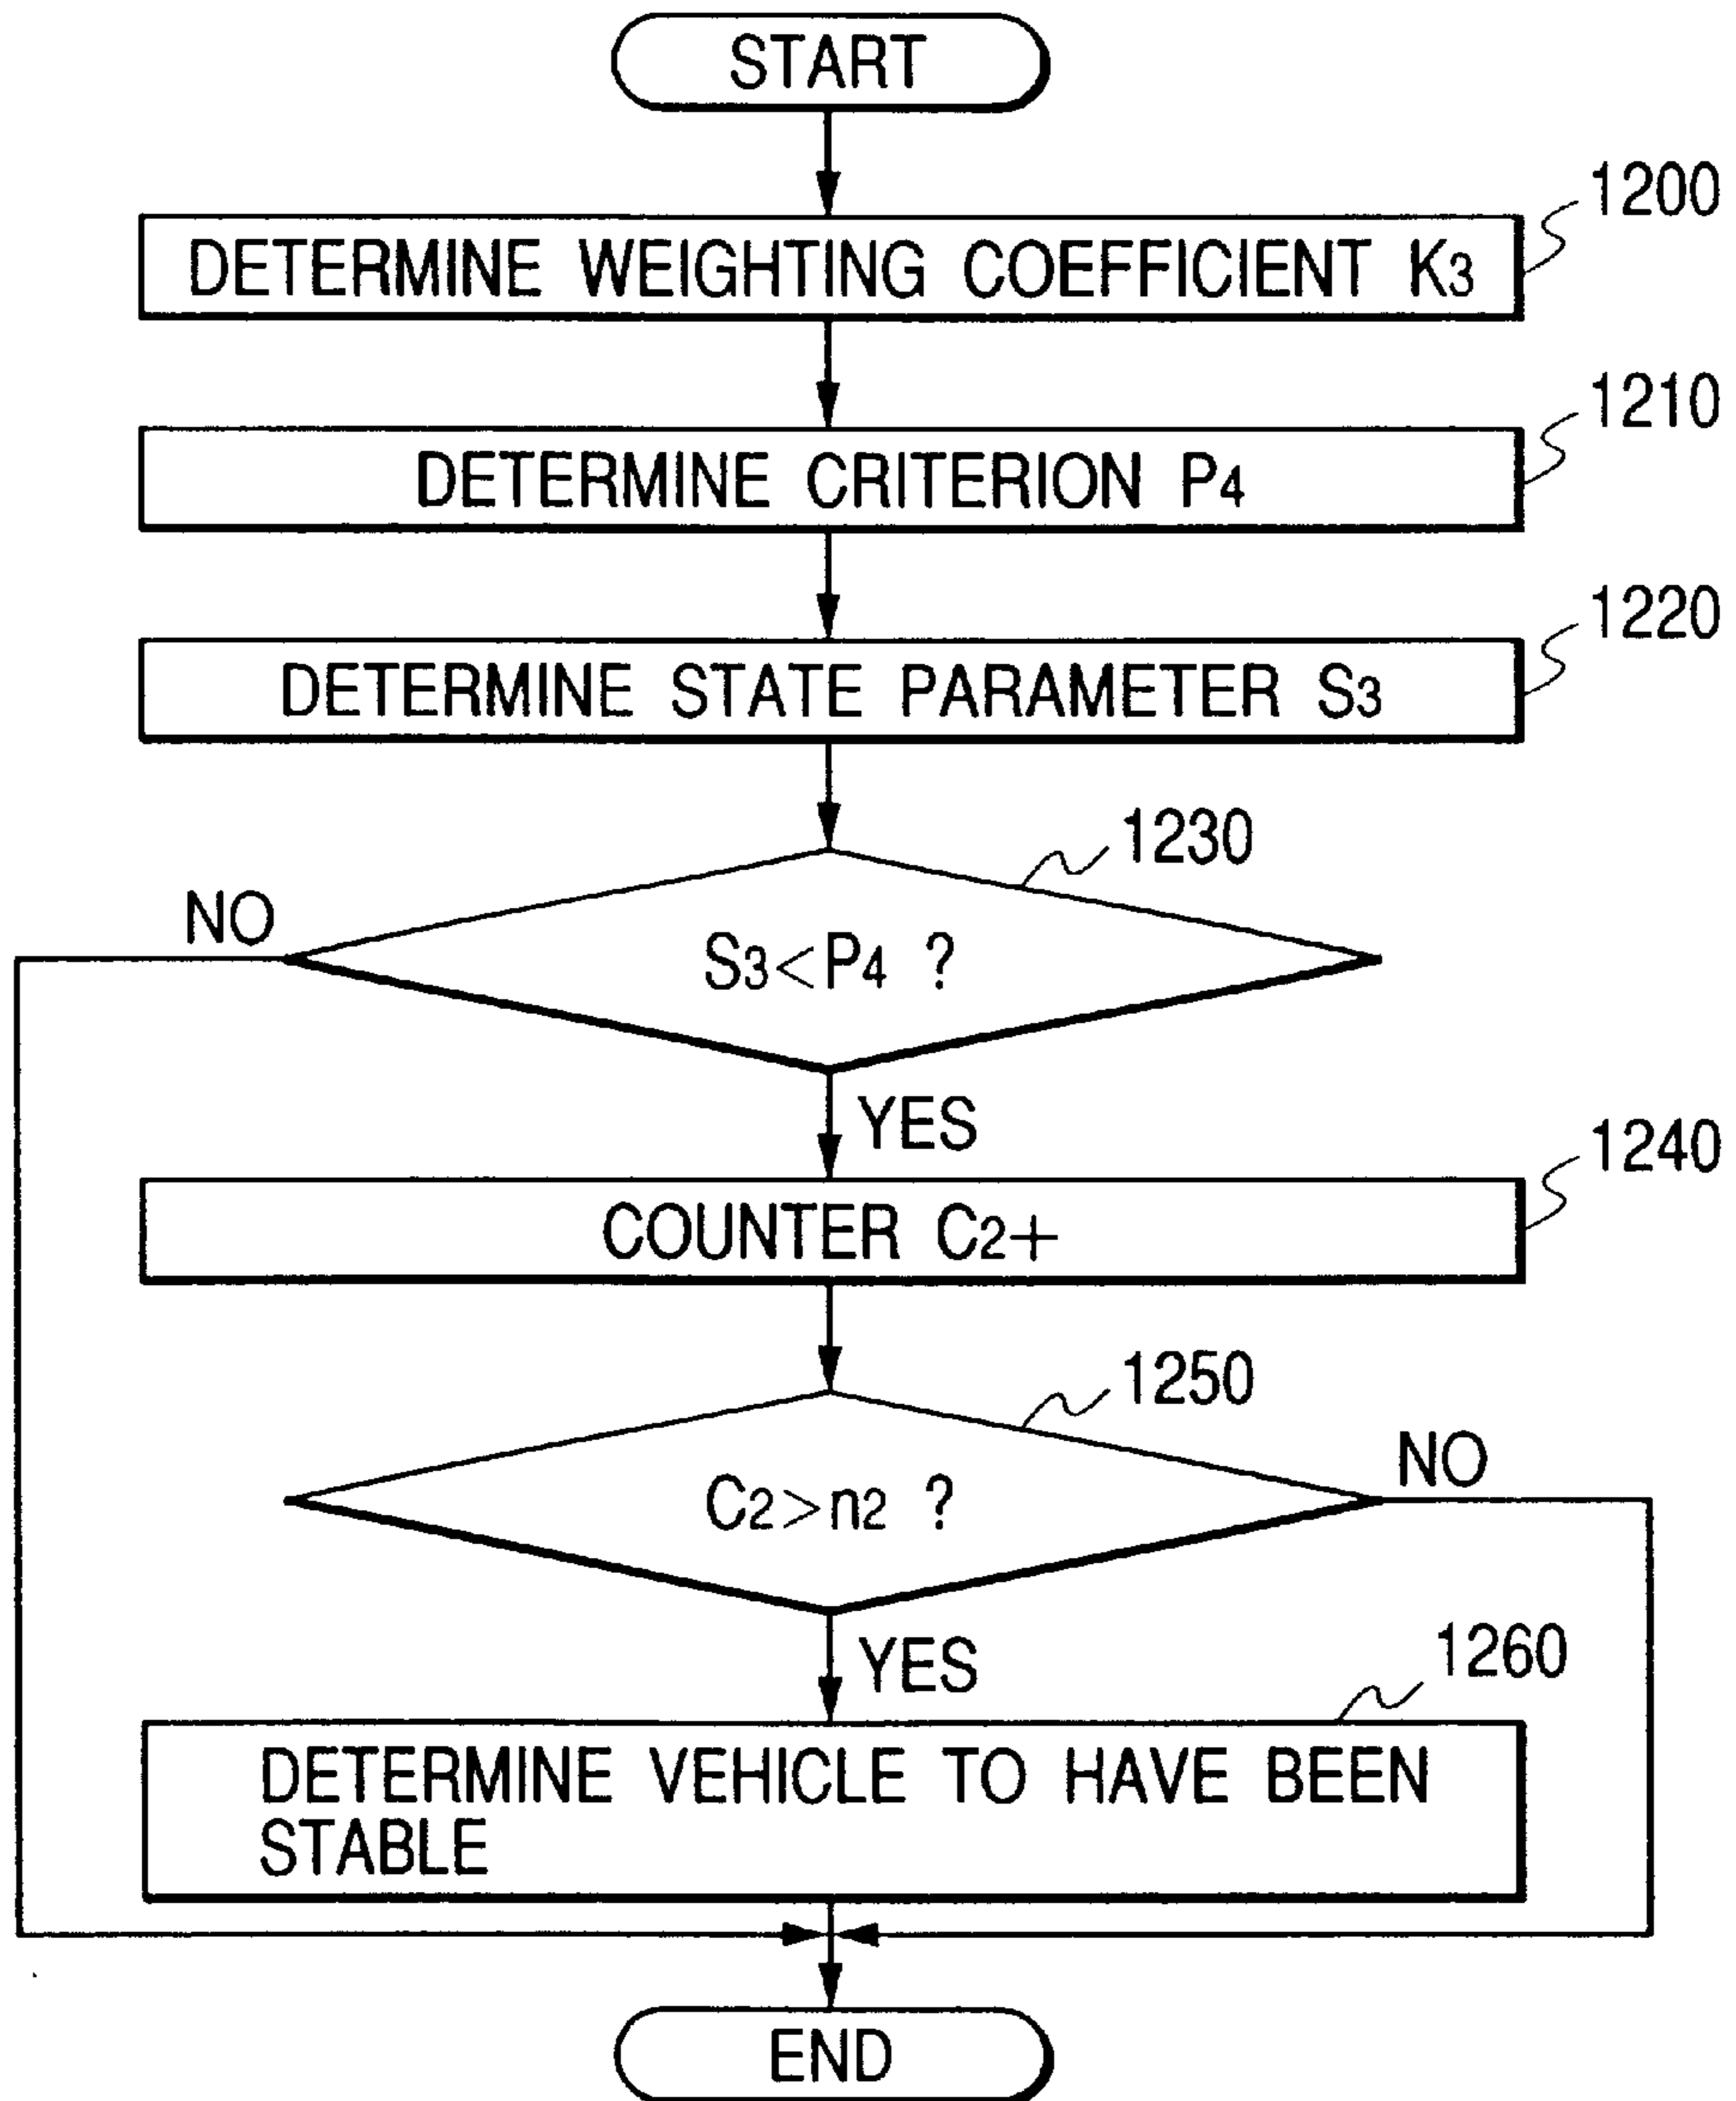 START
1200
DETERMINE WEIGHTING COEFFICIENT K3
1210
DETERMINE CRITERION P4
1220
DETERMINE STATE PARAMETER S3
1230
NO
S3<P4 ?
YES
1240
COUNTER C2+
1250
NO
C2>n2 ?
YES
1260
DETERMINE VEHICLE TO HAVE BEEN
STABLE
END